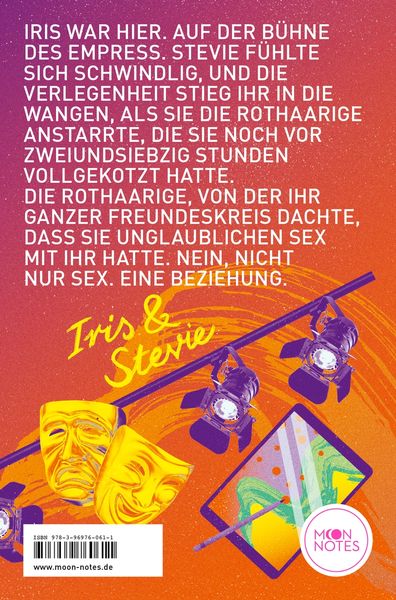 IRIS WAR HIER. AUF DER BÜHNE
DES EMPRESS. STEVIE FÜHLTE
SICH SCHWINDLIG, UND DIE
VERLEGENHEIT STIEG IHR IN DIE
WANGEN, ALS SIE DIE ROTHAARIGE
ANSTARRTE, DIE SIE NOCH VOR
ZWEIUNDSIEBZIG STUNDEN
VOLLGEKOTZT HATTE.
DIE ROTHAARIGE, VON DER IHR
GANZER FREUNDESKREIS DACHTE,
DASS SIE UNGLAUBLICHEN SEX
MIT IHR HATTE. NEIN, NICHT
NUR SEX. EINE BEZIEHUNG.
Iris &
Stevie
ISBN 978-3-96976-061-1
www.moon-notes.de
MOON
NOTES